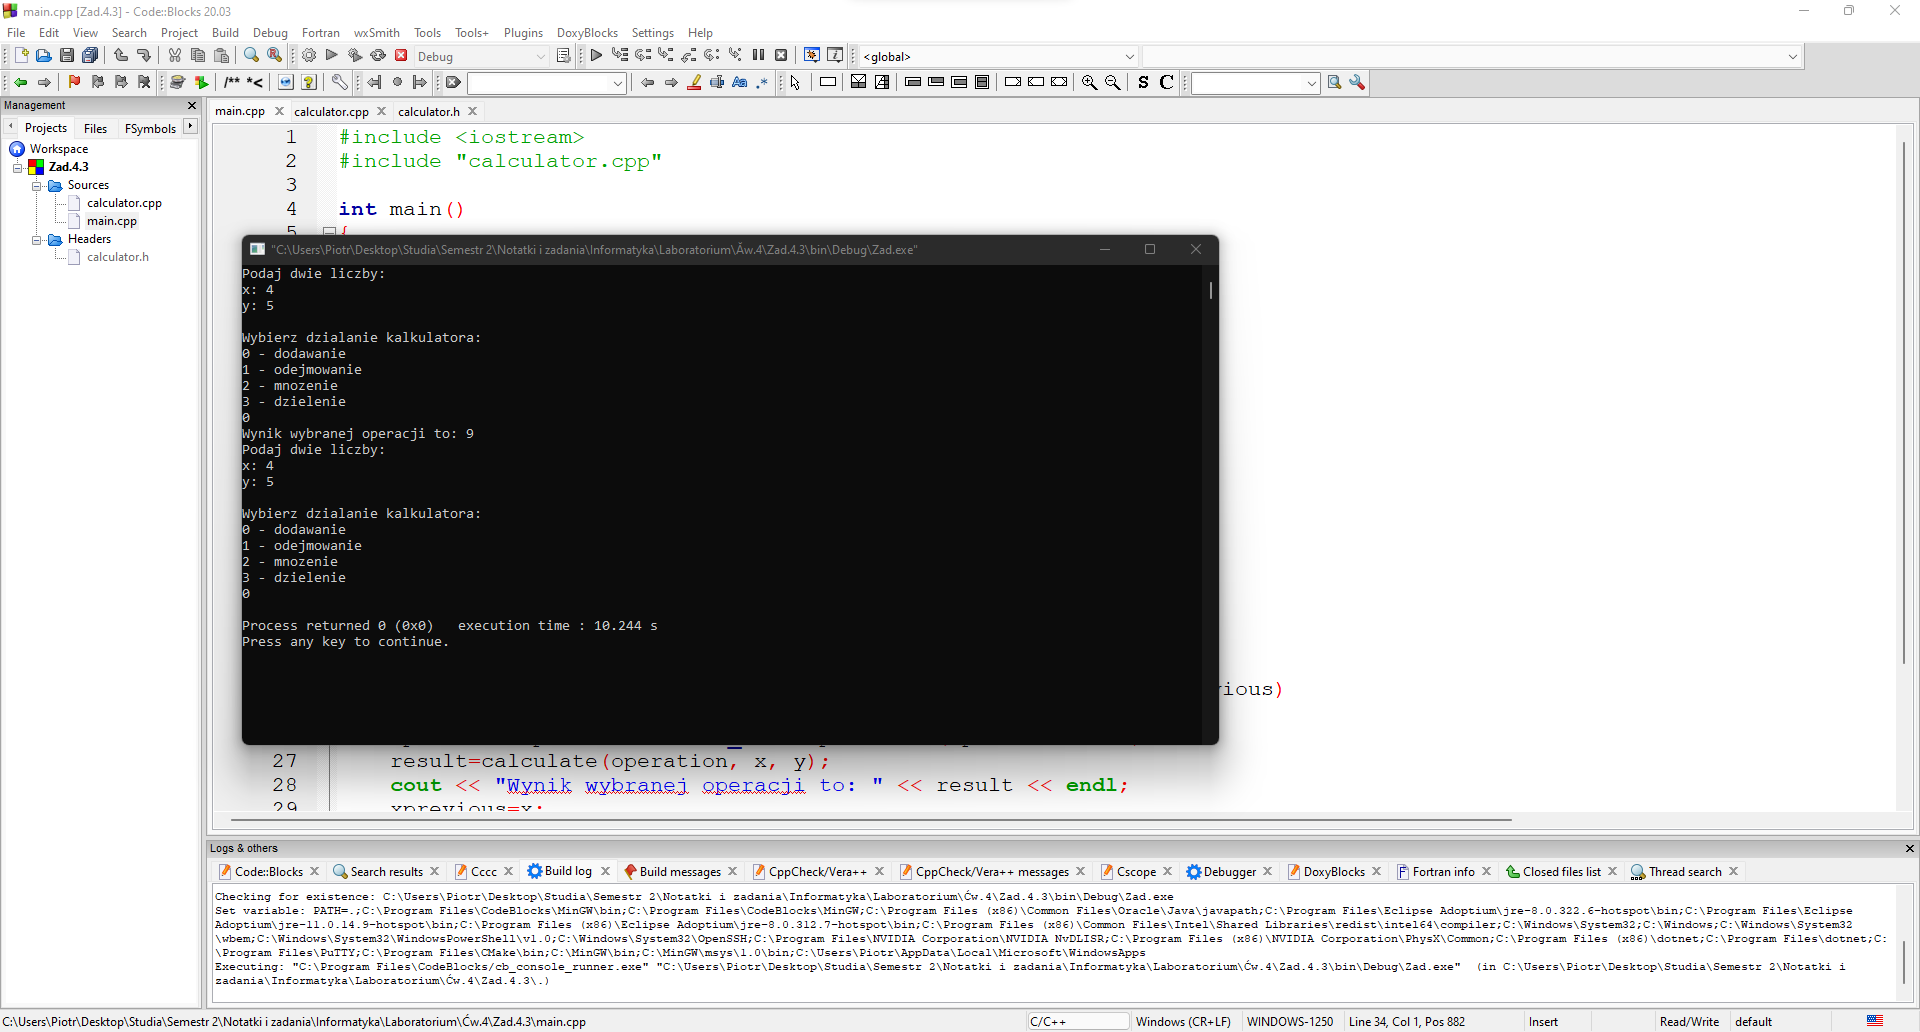 main.cpp [Zad.4.3] - Code::Blocks 20.03
File Edit View Search Project Build Debug Fortran wxSmith Tools Tools+ Plugins DoxyBlocks Settings Help
Debug
<global>
/** *<
S C
Management
Projects Files FSymbols
Workspace
Zad.4.3
Sources
calculator.cpp
main.cpp
Headers
calculator.h
main.cpp calculator.cpp calculator.h
1 #include <iostream>
2 #include "calculator.cpp"
3
4 int main()
5 {
"C:\Users\Piotr\Desktop\Studia\Semestr 2\Notatki i zadania\Informatyka\Laboratorium\Ăw.4\Zad.4.3\bin\Debug\Zad.exe"
Podaj dwie liczby:
x: 4
y: 5
Wybierz dzialanie kalkulatora:
0 - dodawanie
1 - odejmowanie
2 - mnozenie
3 - dzielenie
0
Wynik wybranej operacji to: 9
Podaj dwie liczby:
x: 4
y: 5
Wybierz dzialanie kalkulatora:
0 - dodawanie
1 - odejmowanie
2 - mnozenie
3 - dzielenie
0
Process returned 0 (0x0)   execution time : 10.244 s
Press any key to continue.
ious)
27 result=calculate(operation, x, y);
28 cout << "Wynik wybranej operacji to: " << result << endl;
29 xprevious=x;
Logs & others
Code::Blocks Search results Cccc Build log Build messages CppCheck/Vera++ CppCheck/Vera++ messages Cscope Debugger DoxyBlocks Fortran info Closed files list Thread search
Checking for existence: C:\Users\Piotr\Desktop\Studia\Semestr 2\Notatki i zadania\Informatyka\Laboratorium\Ćw.4\Zad.4.3\bin\Debug\Zad.exe
Set variable: PATH=.;C:\Program Files\CodeBlocks\MinGW\bin;C:\Program Files\CodeBlocks\MinGW;C:\Program Files (x86)\Common Files\Oracle\Java\javapath;C:\Program Files\Eclipse Adoptium\jre-8.0.322.6-hotspot\bin;C:\Program Files\Eclipse
Adoptium\jre-11.0.14.9-hotspot\bin;C:\Program Files (x86)\Eclipse Adoptium\jre-8.0.312.7-hotspot\bin;C:\Program Files (x86)\Common Files\Intel\Shared Libraries\redist\intel64\compiler;C:\Windows\System32;C:\Windows;C:\Windows\System32
\wbem;C:\Windows\System32\WindowsPowerShell\v1.0;C:\Windows\System32\OpenSSH;C:\Program Files\NVIDIA Corporation\NVIDIA NvDLISR;C:\Program Files (x86)\NVIDIA Corporation\PhysX\Common;C:\Program Files (x86)\dotnet;C:\Program Files\dotnet;C:
\Program Files\PuTTY;C:\Program Files\CMake\bin;C:\MinGW\bin;C:\MinGW\msys\1.0\bin;C:\Users\Piotr\AppData\Local\Microsoft\WindowsApps
Executing: "C:\Program Files\CodeBlocks/cb_console_runner.exe" "C:\Users\Piotr\Desktop\Studia\Semestr 2\Notatki i zadania\Informatyka\Laboratorium\Ćw.4\Zad.4.3\bin\Debug\Zad.exe"  (in C:\Users\Piotr\Desktop\Studia\Semestr 2\Notatki i
zadania\Informatyka\Laboratorium\Ćw.4\Zad.4.3\.)
C:\Users\Piotr\Desktop\Studia\Semestr 2\Notatki i zadania\Informatyka\Laboratorium\Ćw.4\Zad.4.3\main.cpp C/C++ Windows (CR+LF) WINDOWS-1250 Line 34, Col 1, Pos 882 Insert Read/Write default